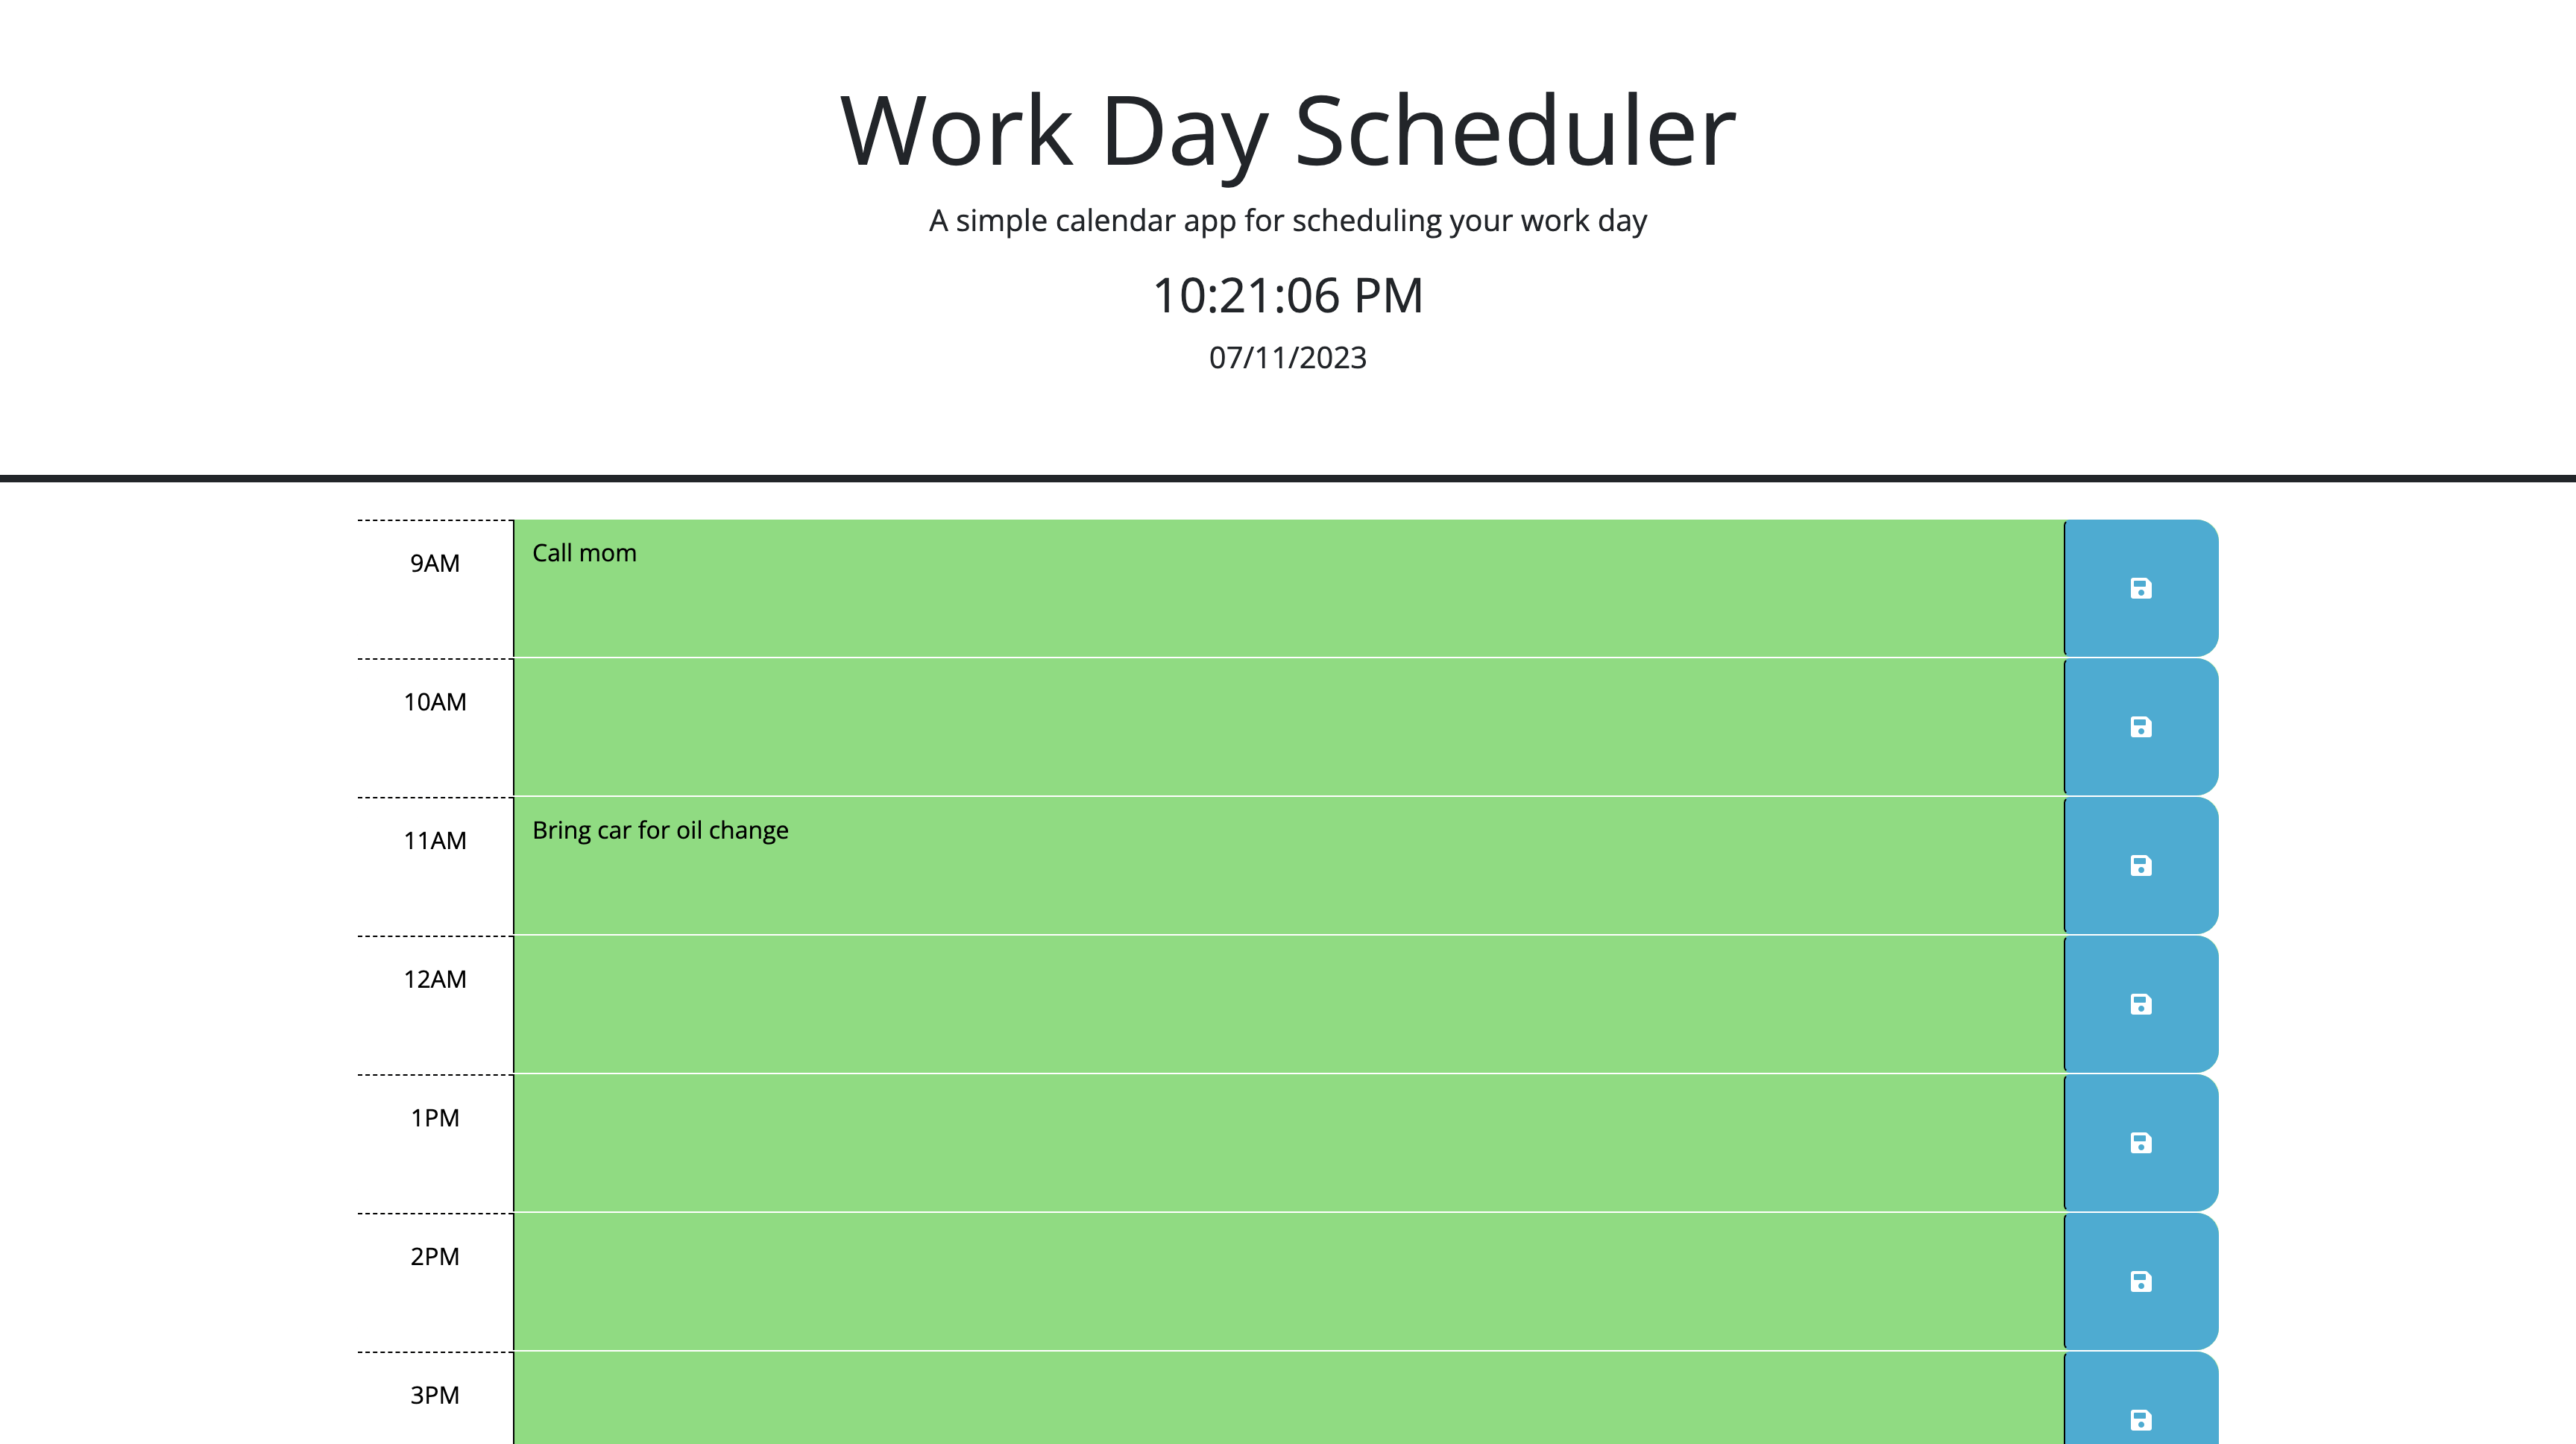 Work Day Scheduler
A simple calendar app for scheduling your work day
10:21:06 PM
07/11/2023
9AM
Call mom
10AM
11AM
Bring car for oil change
12AM
1PM
2PM
3PM